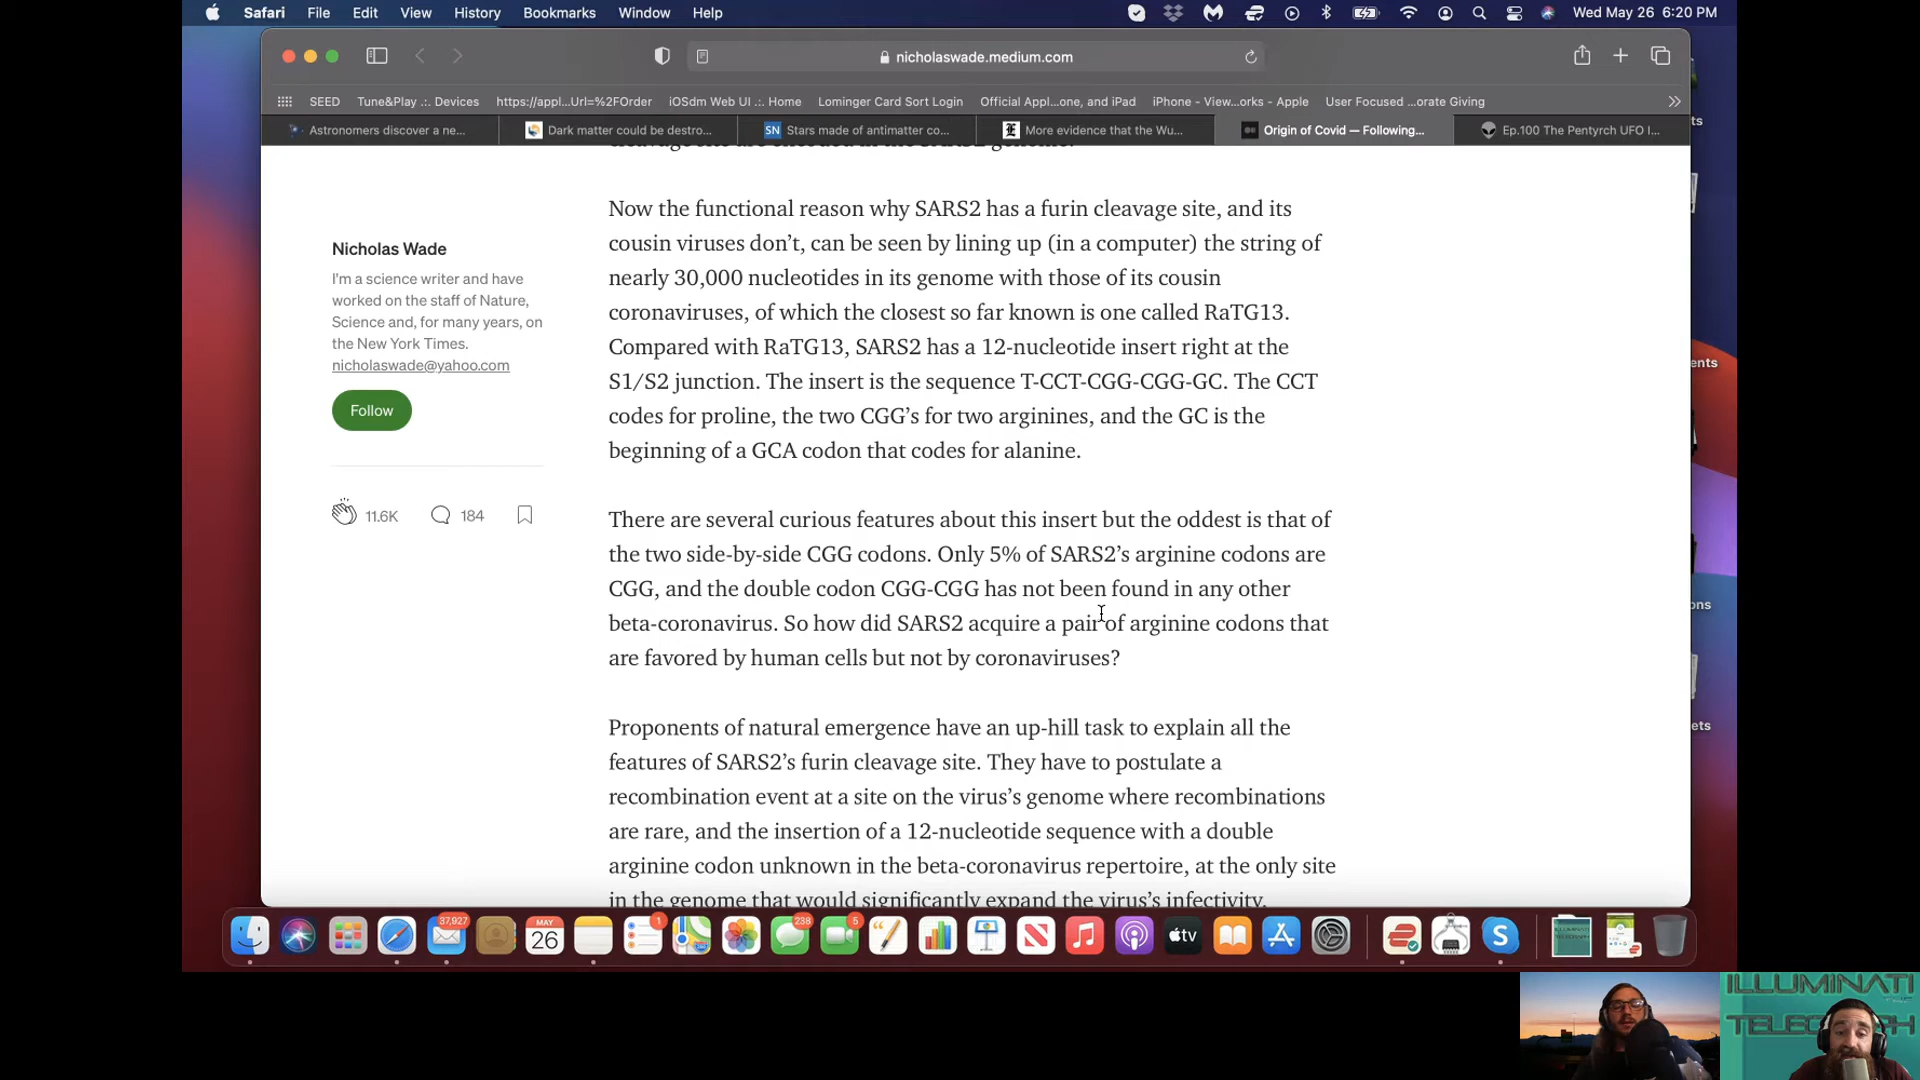 Safari File Edit View History Bookmarks Window Help
Wed May 26 6:20 PM
nicholaswade.medium.com
SEED Tune&Play .:. Devices https://appl...Url=%2FOrder iOSdm Web UI .:. Home Lominger Card Sort Login Official Appl...one, and iPad iPhone - View...orks - Apple User Focused ...orate Giving
Astronomers discover a ne...
Dark matter could be destro...
SN Stars made of antimatter co...
More evidence that the Wu...
Origin of Covid — Following...
Ep.100 The Pentyrch UFO I...
Nicholas Wade
I'm a science writer and have
worked on the staff of Nature,
Science and, for many years, on
the New York Times.
nicholaswade@yahoo.com
Follow
11.6K 184
Now the functional reason why SARS2 has a furin cleavage site, and its
cousin viruses don’t, can be seen by lining up (in a computer) the string of
nearly 30,000 nucleotides in its genome with those of its cousin
coronaviruses, of which the closest so far known is one called RaTG13.
Compared with RaTG13, SARS2 has a 12-nucleotide insert right at the
S1/S2 junction. The insert is the sequence T-CCT-CGG-CGG-GC. The CCT
codes for proline, the two CGG’s for two arginines, and the GC is the
beginning of a GCA codon that codes for alanine.
There are several curious features about this insert but the oddest is that of
the two side-by-side CGG codons. Only 5% of SARS2’s arginine codons are
CGG, and the double codon CGG-CGG has not been found in any other
beta-coronavirus. So how did SARS2 acquire a pair of arginine codons that
are favored by human cells but not by coronaviruses?
Proponents of natural emergence have an up-hill task to explain all the
features of SARS2’s furin cleavage site. They have to postulate a
recombination event at a site on the virus’s genome where recombinations
are rare, and the insertion of a 12-nucleotide sequence with a double
arginine codon unknown in the beta-coronavirus repertoire, at the only site
in the genome that would significantly expand the virus’s infectivity.
ents
ons
ets
37,927
MAY
26
1
238
5
tv
ILLUMINATI